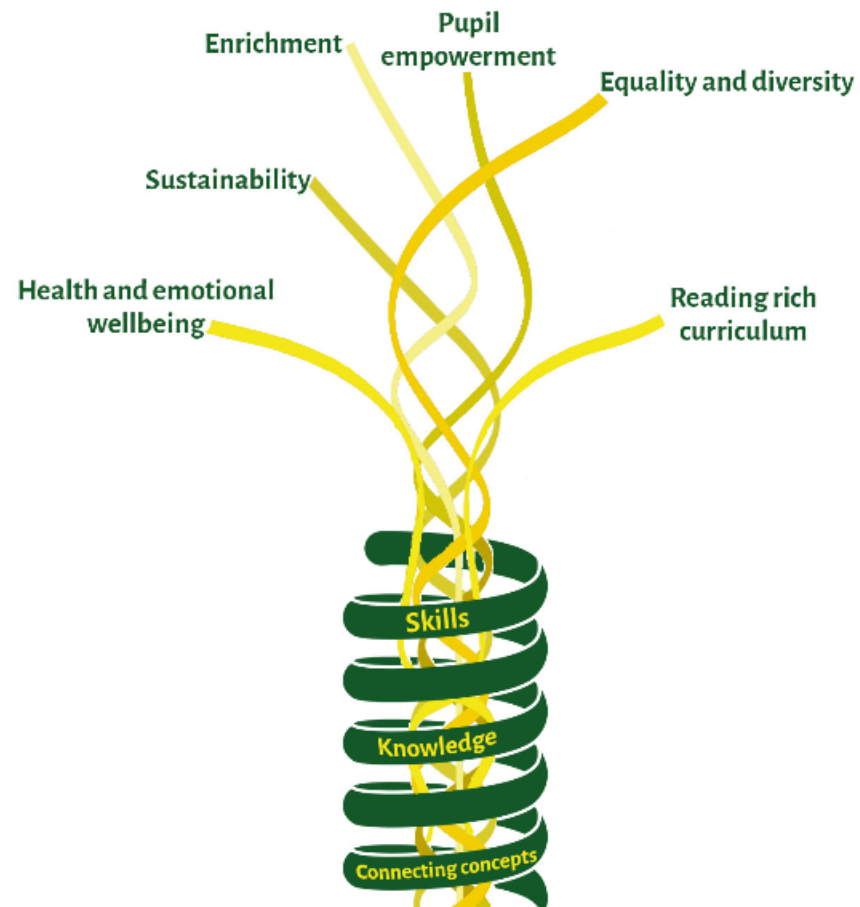 Pupil
empowerment
Enrichment
Equality and diversity
Sustainability
Health and emotional
wellbeing
Reading rich
curriculum
Skills
Knowledge
Connecting concepts